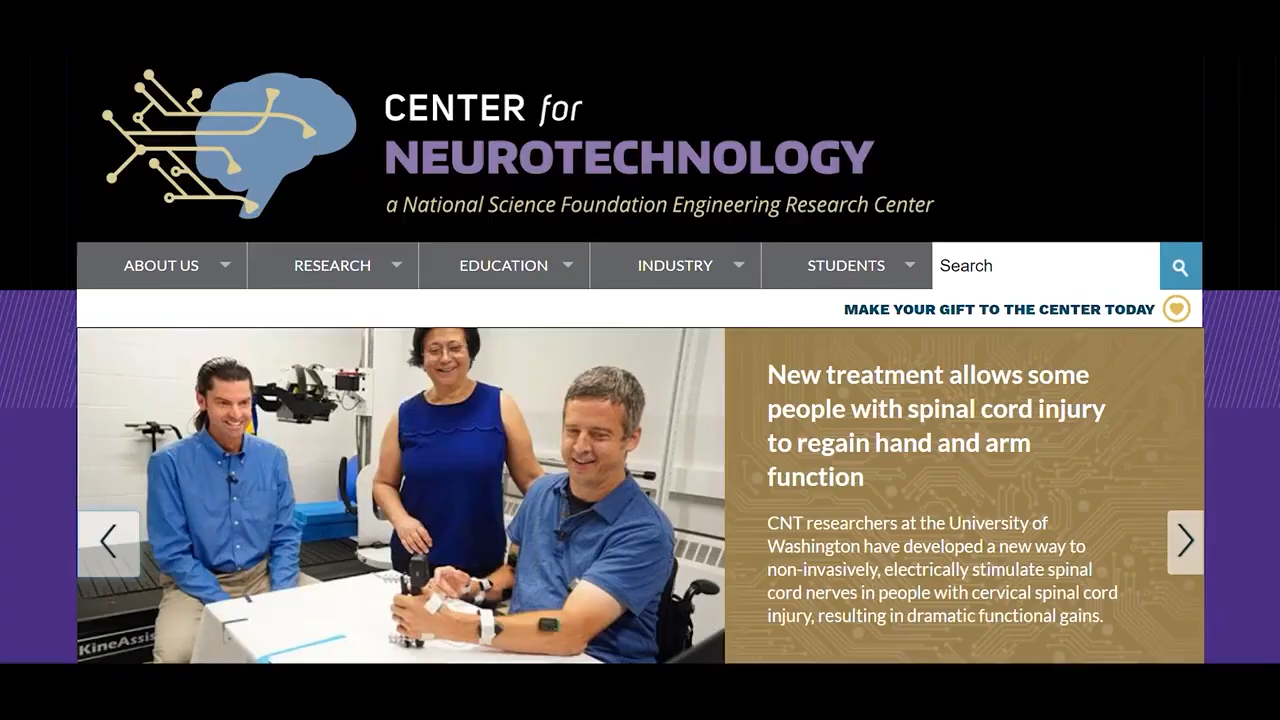 CENTER for
NEUROTECHNOLOGY
a National Science Foundation Engineering Research Center
ABOUT US
RESEARCH
EDUCATION
INDUSTRY
STUDENTS
Search
MAKE YOUR GIFT TO THE CENTER TODAY
New treatment allows some
people with spinal cord injury
to regain hand and arm
function
CNT researchers at the University of
Washington have developed a new way to
non-invasively, electrically stimulate spinal
cord nerves in people with cervical spinal cord
injury, resulting in dramatic functional gains.
KineAssis